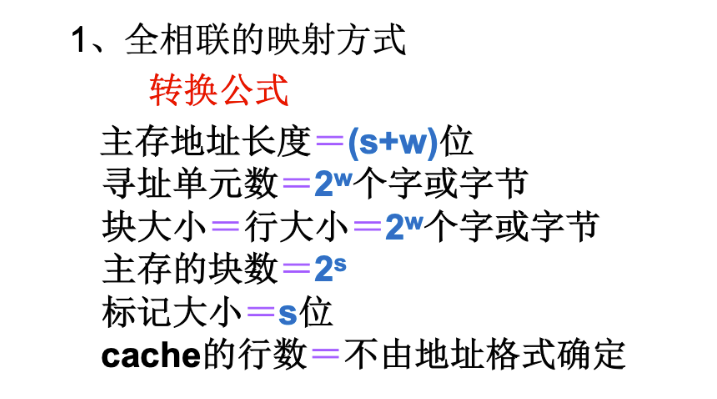 1、全相联的映射方式
转换公式
主存地址长度＝(s+w)位
寻址单元数＝2ʷ个字或字节
块大小＝行大小＝2ʷ个字或字节
主存的块数＝2ˢ
标记大小＝s位
cache的行数＝不由地址格式确定